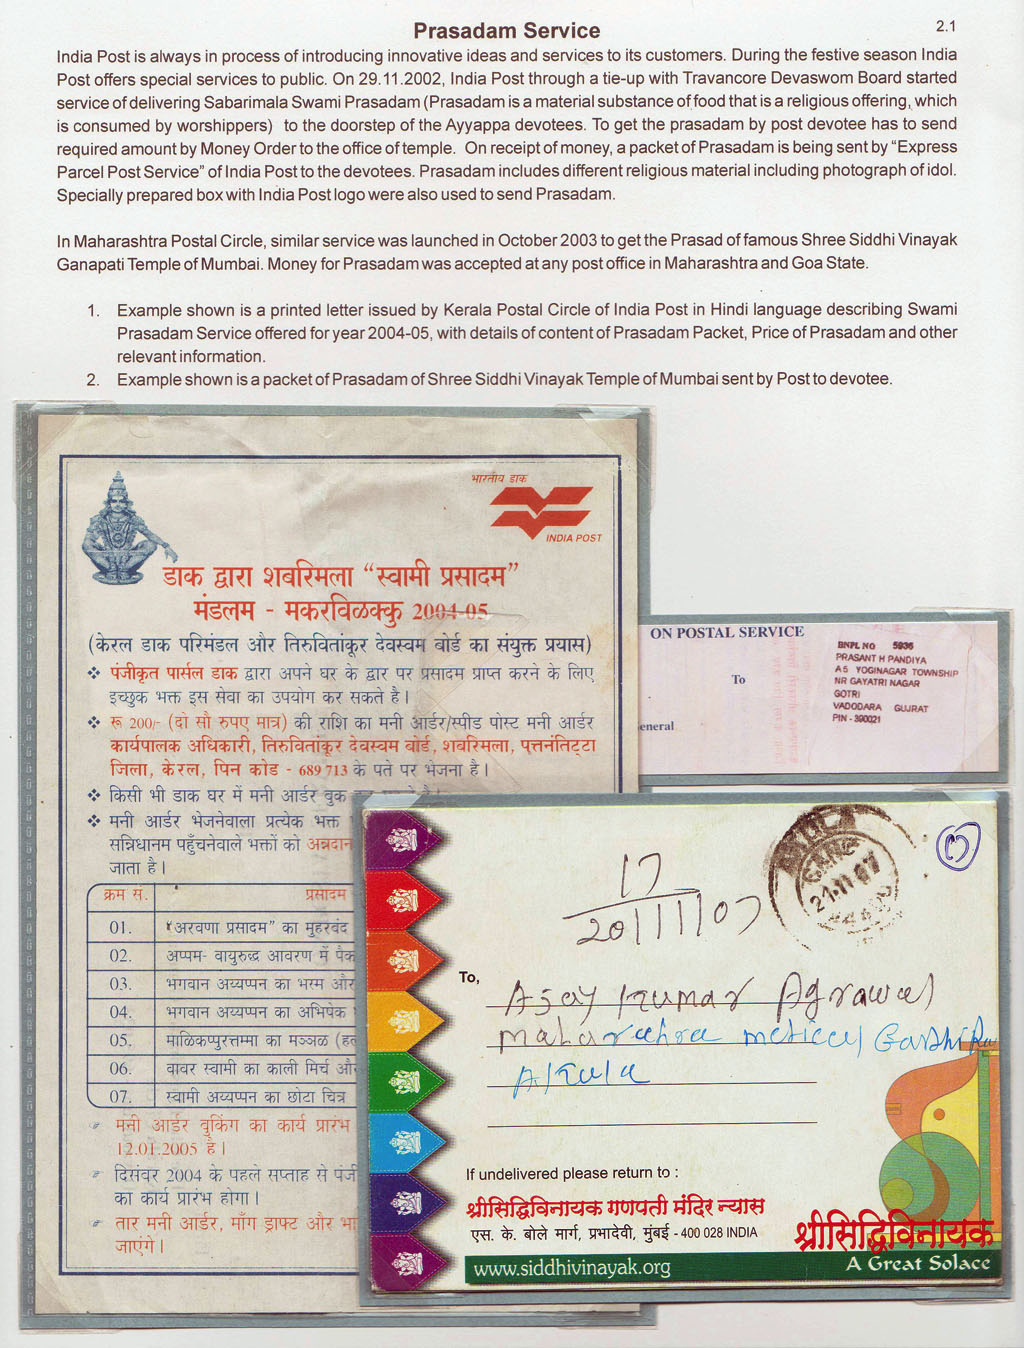 Prasadam Service
2.1
India Post is always in process of introducing innovative ideas and services to its customers. During the festive season India
Post offers special services to public. On 29.11.2002, India Post through a tie-up with Travancore Devaswom Board started
service of delivering Sabarimala Swami Prasadam (Prasadam is a material substance of food that is a religious offering, which
is consumed by worshippers) to the doorstep of the Ayyappa devotees. To get the prasadam by post devotee has to send
required amount by Money Order to the office of temple. On receipt of money, a packet of Prasadam is being sent by “Express
Parcel Post Service” of India Post to the devotees. Prasadam includes different religious material including photograph of idol.
Specially prepared box with India Post logo were also used to send Prasadam.
In Maharashtra Postal Circle, similar service was launched in October 2003 to get the Prasad of famous Shree Siddhi Vinayak
Ganapati Temple of Mumbai. Money for Prasadam was accepted at any post office in Maharashtra and Goa State.
1. Example shown is a printed letter issued by Kerala Postal Circle of India Post in Hindi language describing Swami
Prasadam Service offered for year 2004-05, with details of content of Prasadam Packet, Price of Prasadam and other
relevant information.
2. Example shown is a packet of Prasadam of Shree Siddhi Vinayak Temple of Mumbai sent by Post to devotee.
भारतीय डाक
INDIA POST
डाक द्वारा शबरिमला “स्वामी प्रसादम”
मंडलम - मकरविळक्कु 2004-05
(केरल डाक परिमंडल और तिरुवितांकूर देवस्वम बोर्ड का संयुक्त प्रयास)
❖ पंजीकृत पार्सल डाक द्वारा अपने घर के द्वार पर प्रसादम प्राप्त करने के लिए
इच्छुक भक्त इस सेवा का उपयोग कर सकते है।
❖ रू 200/- (दो सौ रुपए मात्र) की राशि का मनी आर्डर/स्पीड पोस्ट मनी आर्डर
कार्यपालक अधिकारी, तिरुवितांकूर देवस्वम बोर्ड, शबरिमला, पत्तनंतिट्टा
जिला, केरल, पिन कोड - 689 713 के पते पर भेजना है।
❖ किसी भी डाक घर में मनी आर्डर बुक
❖ मनी आर्डर भेजनेवाला प्रत्येक भक्त
सन्निधानम पहुँचनेवाले भक्तों को अन्नदान
जाता है।
क्रम सं. प्रसादम
01. “अरवणा प्रसादम” का मुहरबंद
02. अप्पम- वायुरुद्ध आवरण में पैक
03. भगवान अय्यप्पन का भस्म और
04. भगवान अय्यप्पन का अभिषेक
05. माळिकप्पुरत्तम्मा का मञ्ञळ
06. वावर स्वामी का काली मिर्च और
07. स्वामी अय्यप्पन का छोटा चित्र
मनी आर्डर बुकिंग का कार्य प्रारंभ
12.01.2005 है।
दिसंबर 2004 के पहले सप्ताह से
का कार्य प्रारंभ होगा।
तार मनी आर्डर, माँग ड्राफ्ट और
जाएंगे।
ON POSTAL SERVICE
To
eneral
BNPL NO 5936
PRASANT H PANDIYA
A 5 YOGINAGAR TOWNSHIP
NR GAYATRI NAGAR
GOTRI
VADODARA GUJRAT
PIN - 390021
17
20/11/07
AKOLA
21.11.07
To,
Ajay Kumar Agrawal
Maharashtra medical Gandhi Rd
Akola
If undelivered please return to :
श्रीसिद्धिविनायक गणपती मंदिर न्यास
एस. के. बोले मार्ग, प्रभादेवी, मुंबई - 400 028 INDIA
www.siddhivinayak.org
श्रीसिद्धिविनायक
A Great Solace